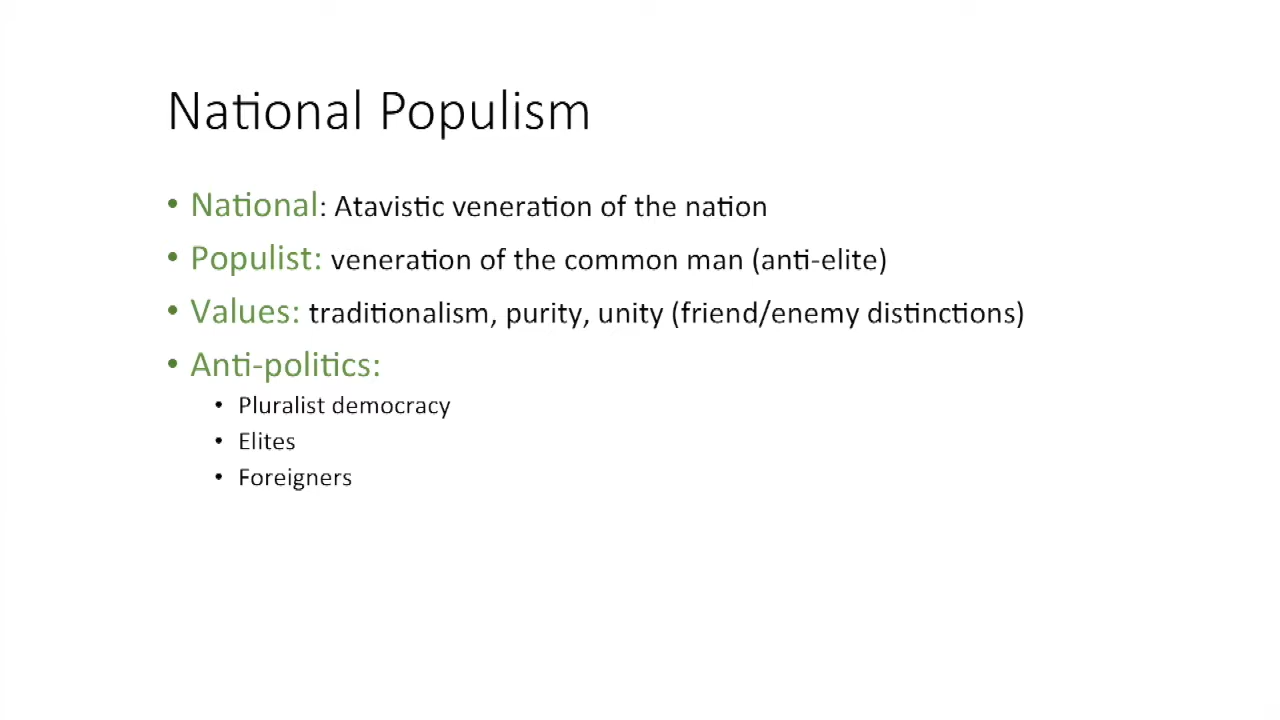 National Populism
• National: Atavistic veneration of the nation
• Populist: veneration of the common man (anti-elite)
• Values: traditionalism, purity, unity (friend/enemy distinctions)
• Anti-politics:
• Pluralist democracy
• Elites
• Foreigners